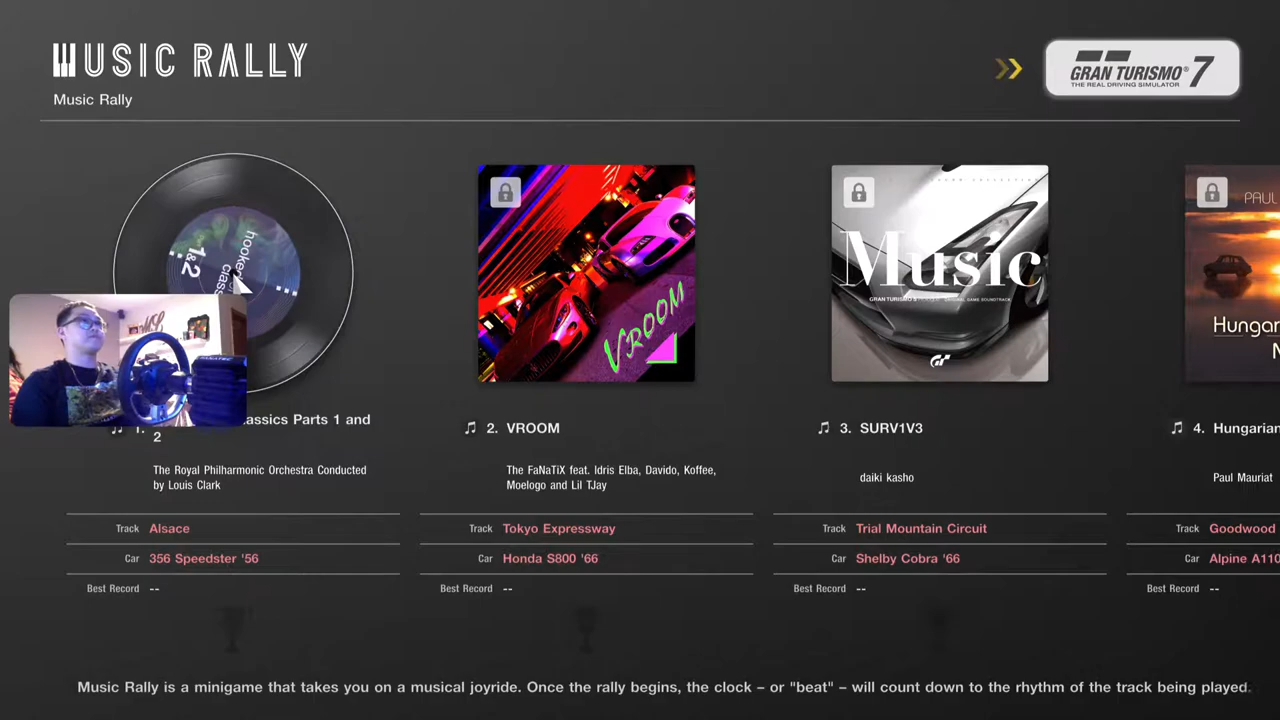 MUSIC RALLY
Music Rally
GRAN TURISMO® 7
THE REAL DRIVING SIMULATOR
1&2
VROOM
Music
PAUL
Hungar
1.
assics Parts 1 and
2
The Royal Philharmonic Orchestra Conducted
by Louis Clark
Track Alsace
Car 356 Speedster '56
Best Record --
2. VROOM
The FaNaTiX feat. Idris Elba, Davido, Koffee,
Moelogo and Lil TJay
Track Tokyo Expressway
Car Honda S800 '66
Best Record --
3. SURV1V3
daiki kasho
Track Trial Mountain Circuit
Car Shelby Cobra '66
Best Record --
4. Hungarian
Paul Mauriat
Track Goodwood
Car Alpine A110
Best Record --
Music Rally is a minigame that takes you on a musical joyride. Once the rally begins, the clock – or "beat" – will count down to the rhythm of the track being played.